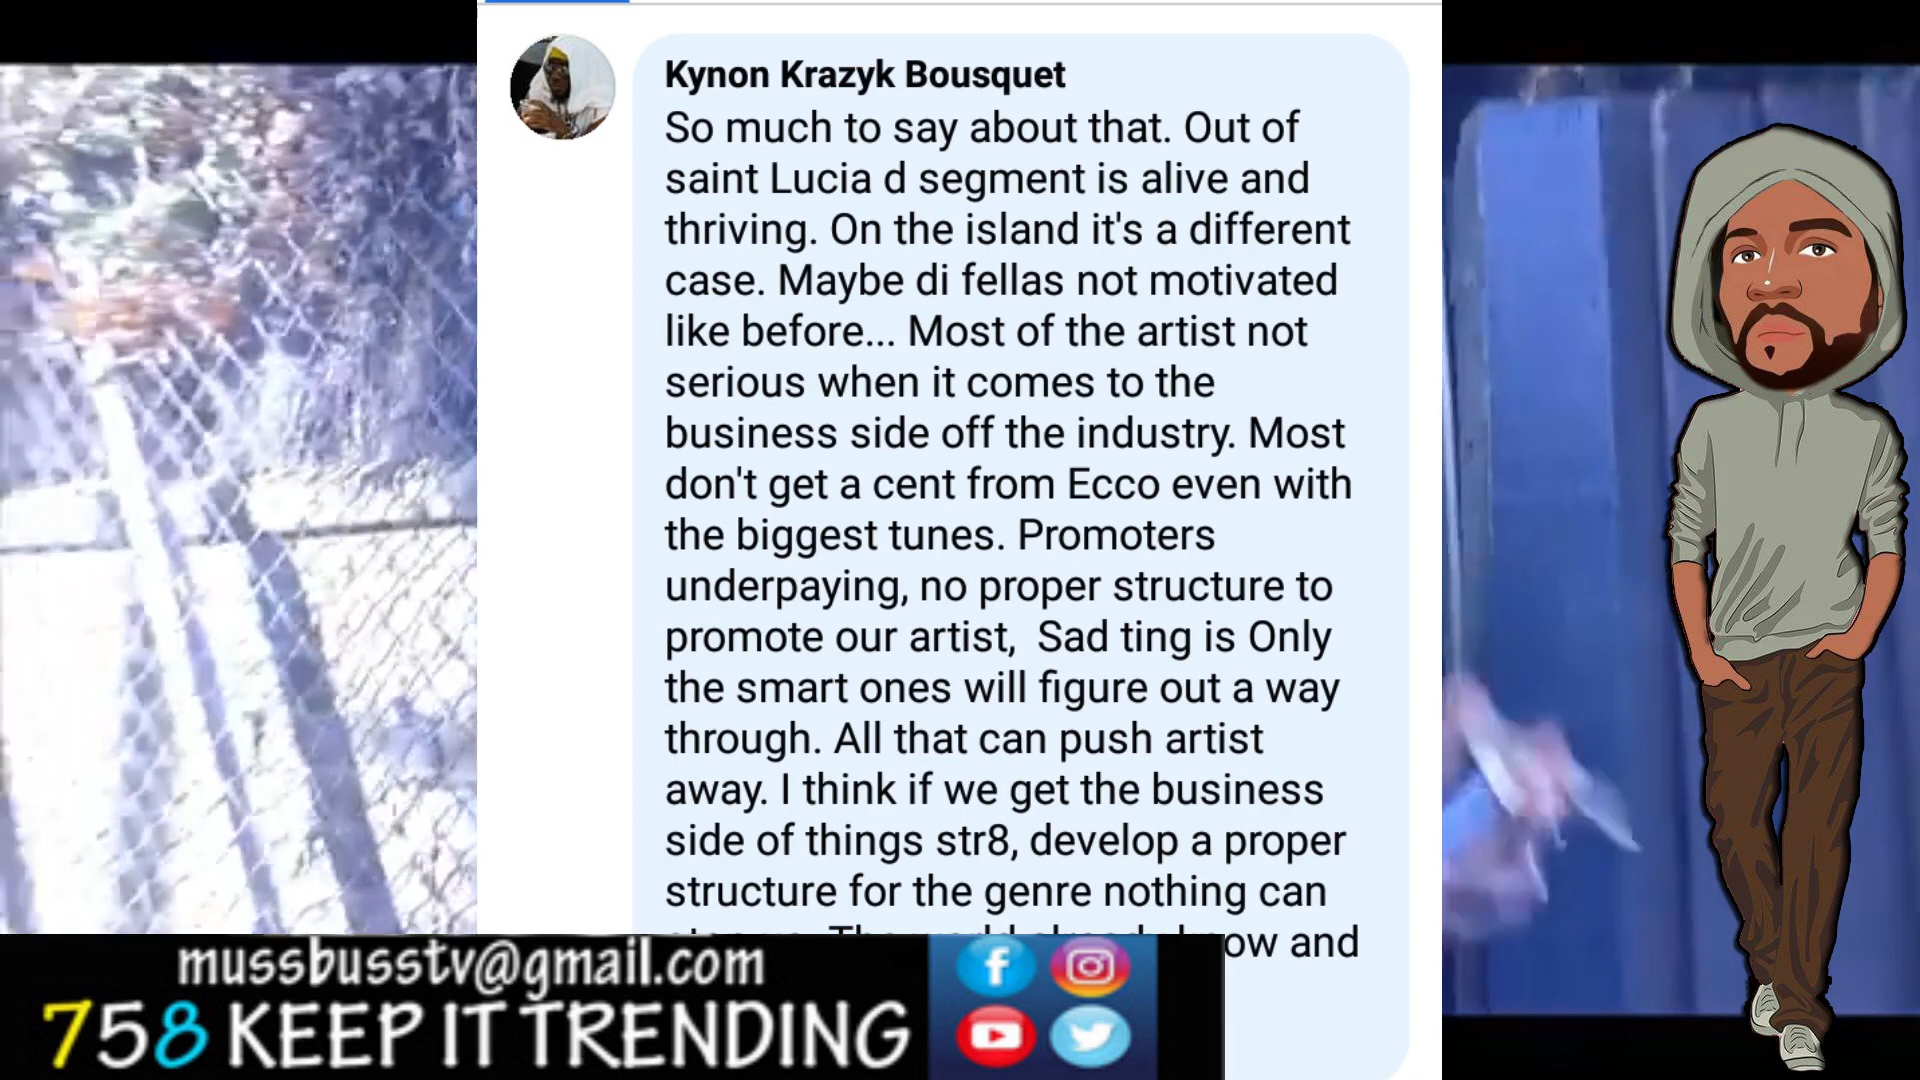 Kynon Krazyk Bousquet
So much to say about that. Out of
saint Lucia d segment is alive and
thriving. On the island it's a different
case. Maybe di fellas not motivated
like before... Most of the artist not
serious when it comes to the
business side off the industry. Most
don't get a cent from Ecco even with
the biggest tunes. Promoters
underpaying, no proper structure to
promote our artist,  Sad ting is Only
the smart ones will figure out a way
through. All that can push artist
away. I think if we get the business
side of things str8, develop a proper
structure for the genre nothing can
and
mussbusstv@gmail.com
758 KEEP IT TRENDING